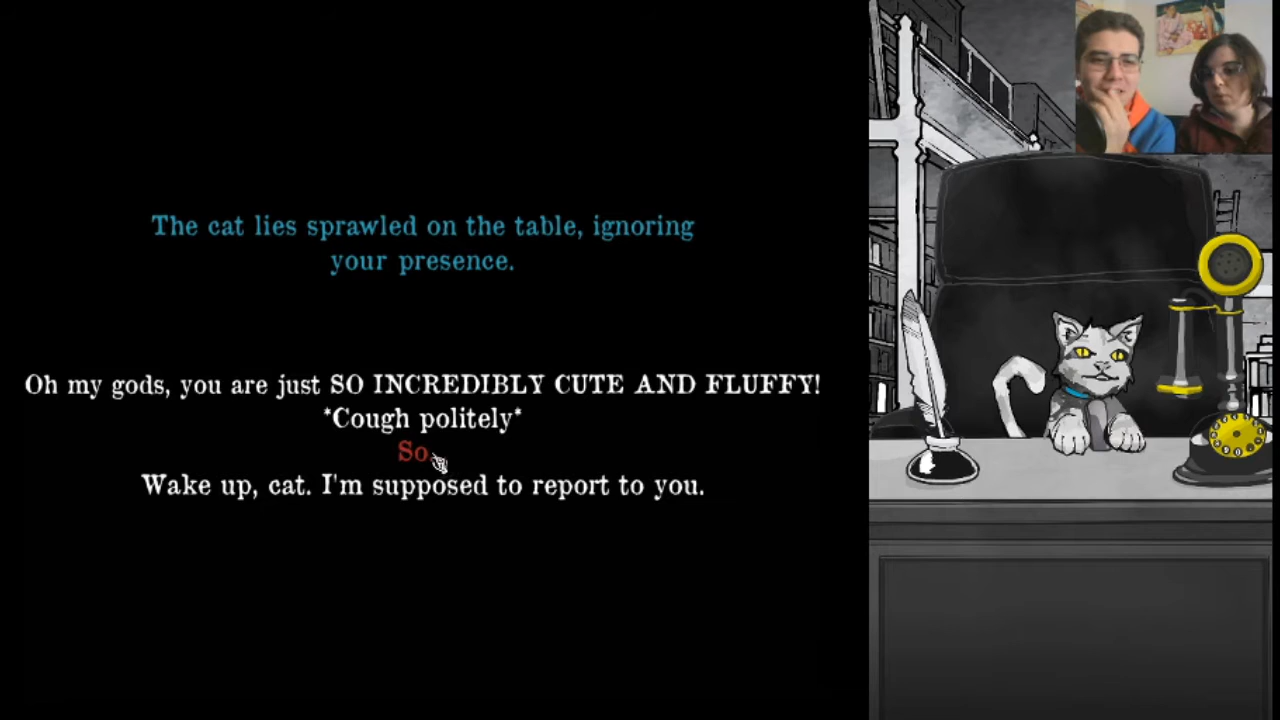 The cat lies sprawled on the table, ignoring
your presence.
Oh my gods, you are just SO INCREDIBLY CUTE AND FLUFFY!
*Cough politely*
So.
Wake up, cat. I'm supposed to report to you.